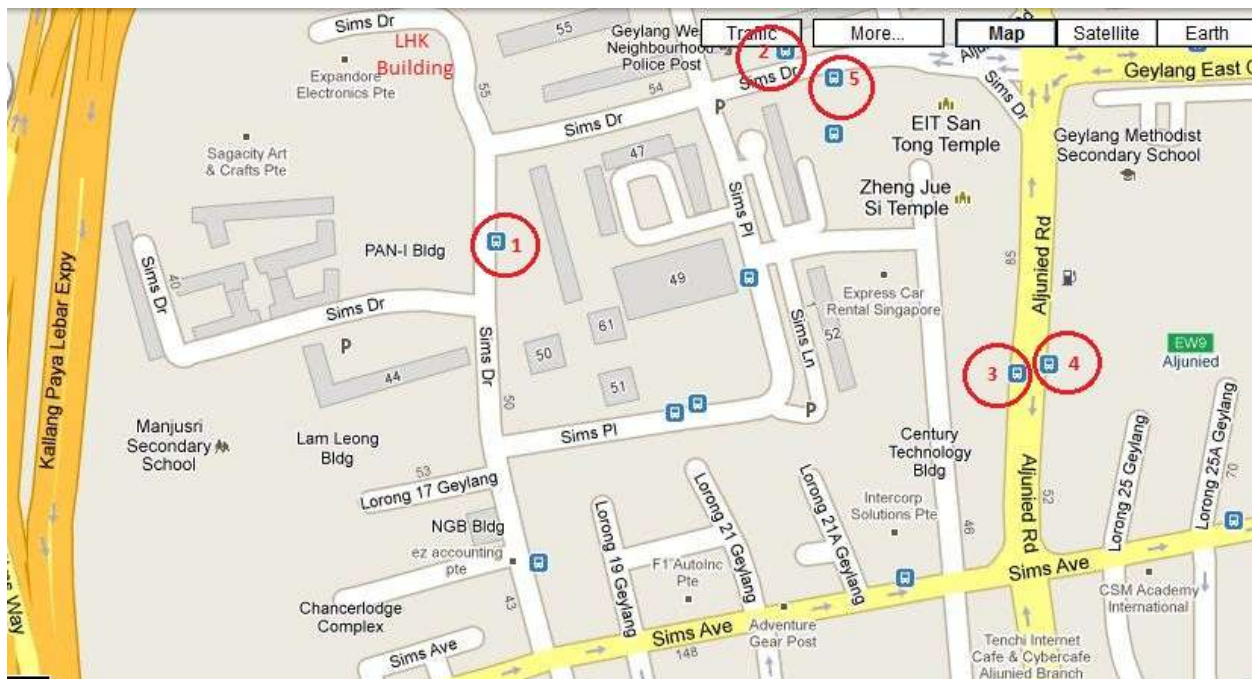 Sims Dr
LHK
Building
55
Geylang We
Neighbourhood
Police Post
Traffic
2
More...
Map
Satellite
Earth
Expandore
Electronics Pte
55
54
Sims Dr
5
Sims Dr
Geylang East
Sims Dr
P
EIT San
Tong Temple
Geylang Methodist
Secondary School
Sagacity Art
& Crafts Pte
47
Zheng Jue
Si Temple
Sims Pl
PAN-I Bldg
1
Aljunied Rd
58
40
Sims Dr
49
Express Car
Rental Singapore
Kallang Paya Lebar Expy
Sims Dr
P
61
50
51
44
Sims Dr
50
Sims Ln
52
P
3
4
EW9
Aljunied
Manjusri
Secondary
School
Lam Leong
Bldg
Sims Pl
Century
Technology
Bldg
53
Lorong 17 Geylang
Lorong 19 Geylang
Lorong 21 Geylang
Lorong 21A Geylang
Intercorp
Solutions Pte
46
Aljunied Rd
52
Lorong 25 Geylang
Lorong 25A Geylang
70
NGB Bldg
ez accounting
pte
43
F1 AutoInc
Pte
Sims Ave
CSM Academy
International
Chancerlodge
Complex
Sims Ave
Sims Ave
148
Adventure
Gear Post
Tenchi Internet
Cafe & Cybercafe
Aljunied Branch
Way